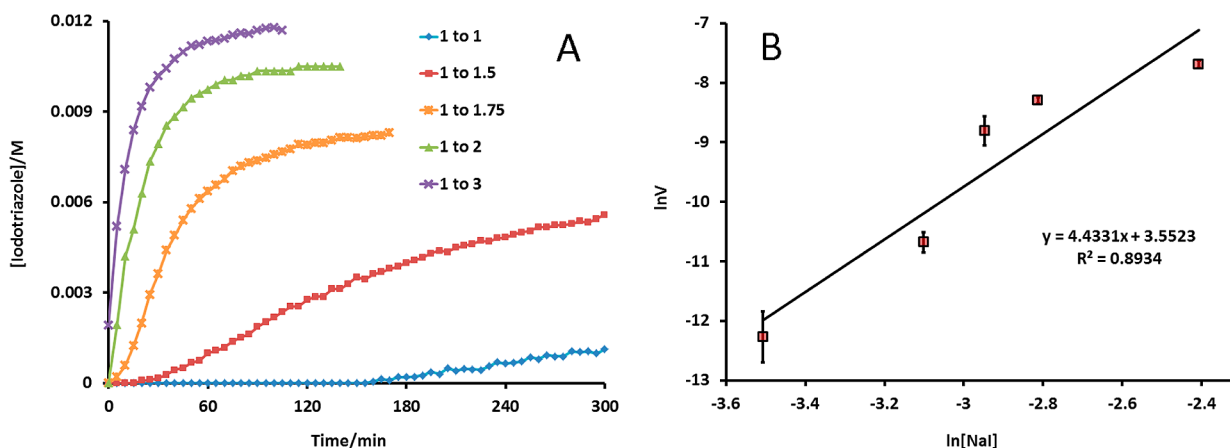 A
[Iodotriazole]/M
0.012
0.009
0.006
0.003
0
0
60
120
180
240
300
Time/min
1 to 1
1 to 1.5
1 to 1.75
1 to 2
1 to 3
B
lnV
-7
-8
-9
-10
-11
-12
-13
y = 4.4331x + 3.5523
R² = 0.8934
-3.6
-3.4
-3.2
-3
-2.8
-2.6
-2.4
ln[NaI]